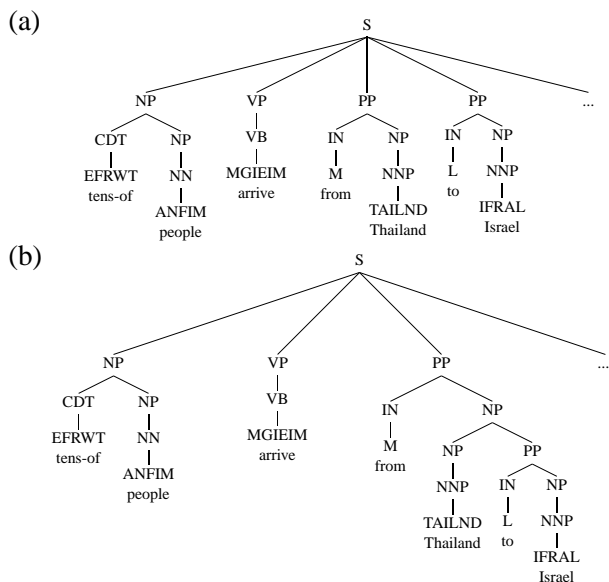 (a)
S
NP VP PP PP ...
CDT NP VB IN NP IN NP
EFRWT NN MGIEIM M NNP L NNP
tens-of arrive from to
ANFIM TAILND IFRAL
people Thailand Israel
(b)
S
NP VP PP ...
CDT NP VB IN NP
EFRWT NN MGIEIM M NP PP
tens-of arrive from
ANFIM NNP IN NP
people
TAILND L NNP
Thailand to
IFRAL
Israel